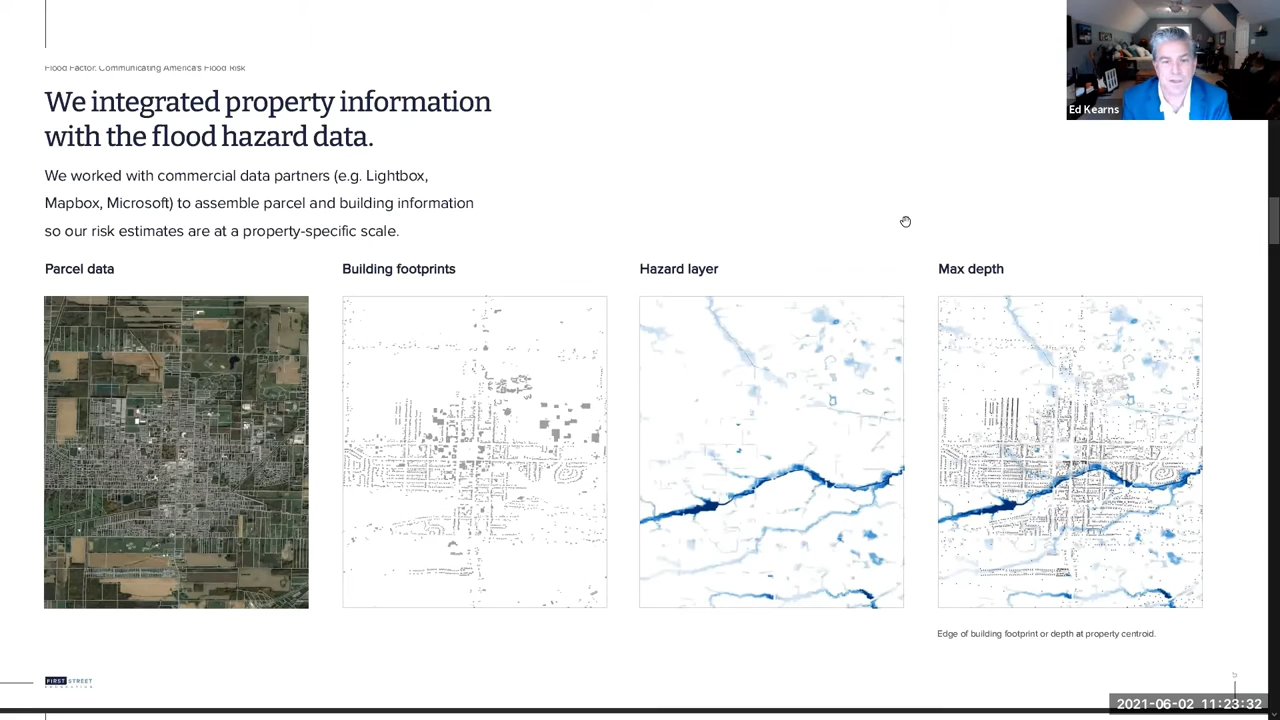 Flood Factor: Communicating America's Flood Risk
We integrated property information
with the flood hazard data.
We worked with commercial data partners (e.g. Lightbox,
Mapbox, Microsoft) to assemble parcel and building information
so our risk estimates are at a property-specific scale.
Ed Kearns
Parcel data
Building footprints
Hazard layer
Max depth
Edge of building footprint or depth at property centroid.
FIRST STREET
FOUNDATION
5
2021-06-02 11:23:32